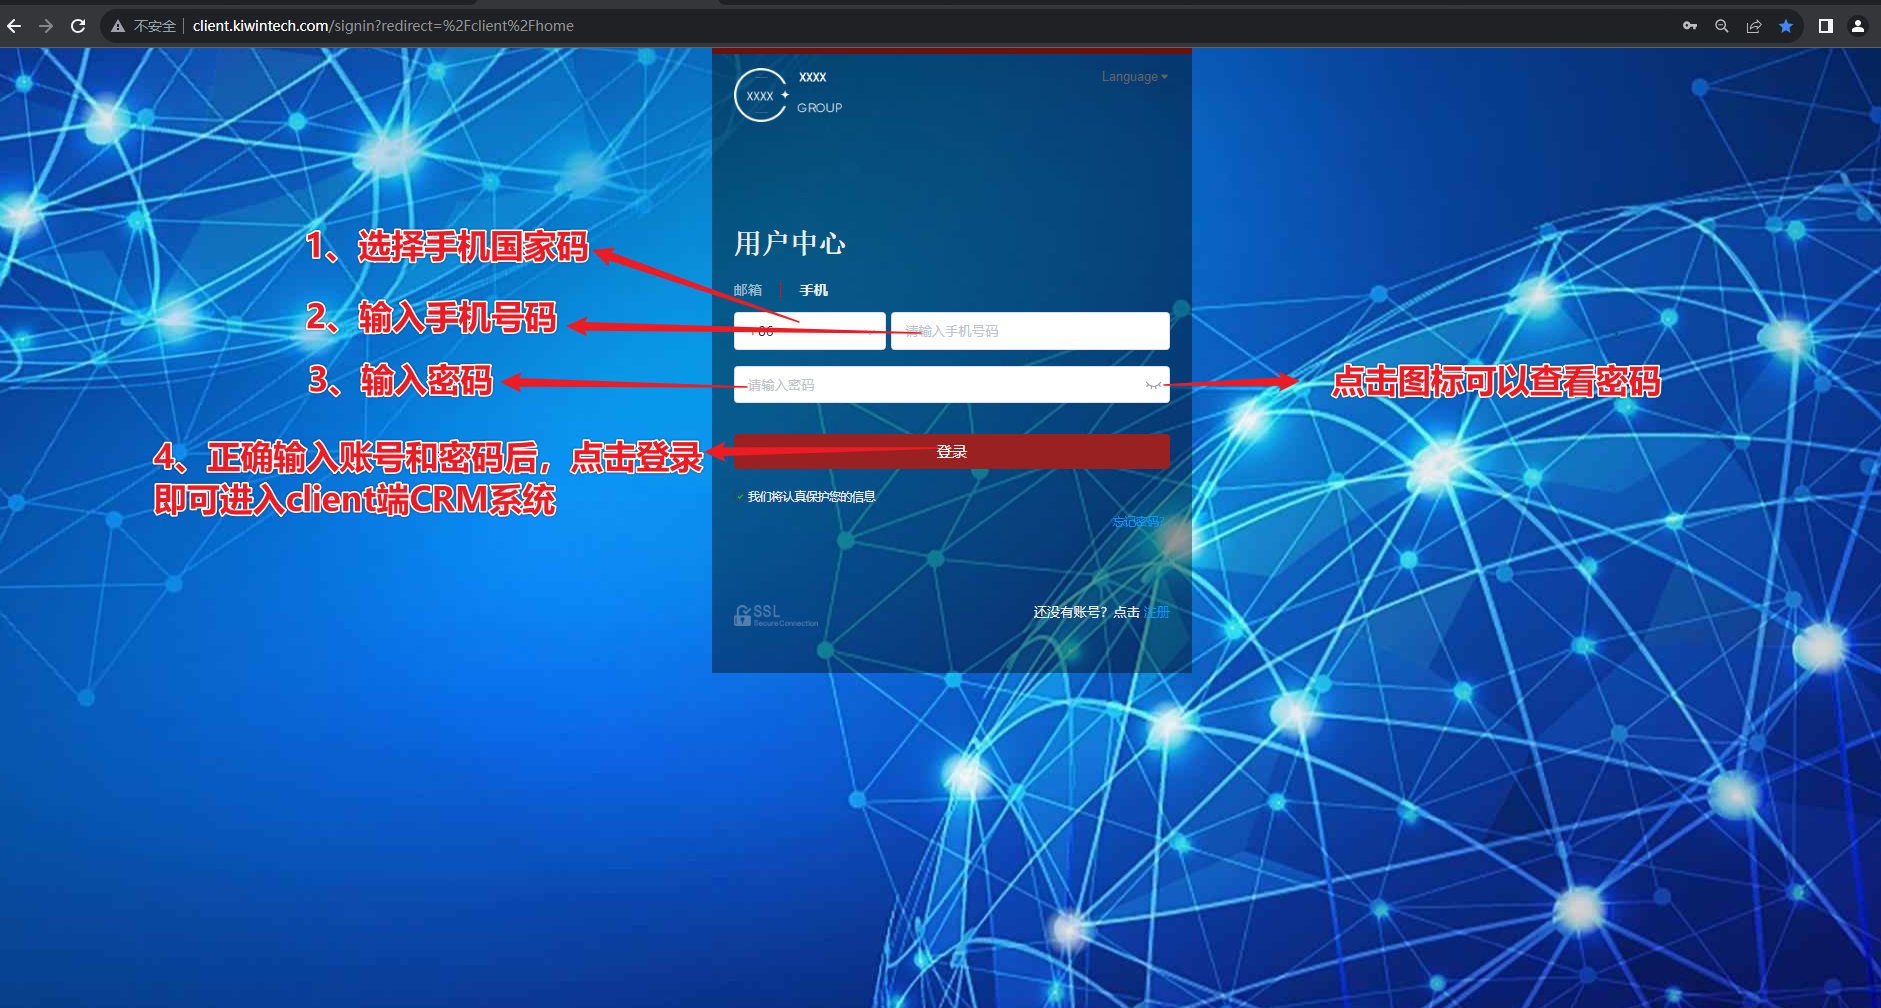 不安全 client.kiwintech.com/signin?redirect=%2Fclient%2Fhome
XXXX
XXXX
GROUP
Language
用户中心
邮箱 手机
1、选择手机国家码
2、输入手机号码
+86 请输入手机号码
3、输入密码
请输入密码
点击图标可以查看密码
4、正确输入账号和密码后，点击登录
即可进入client端CRM系统
登录
我们将认真保护您的信息
忘记密码?
SSL
Secure Connection
还没有账号？点击 注册